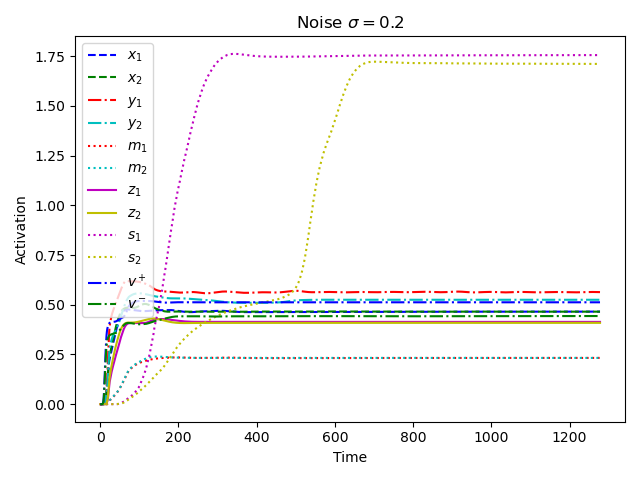 Noise σ = 0.2
Activation
1.75
1.50
1.25
1.00
0.75
0.50
0.25
0.00
x₁
x₂
y₁
y₂
m₁
m₂
z₁
z₂
s₁
s₂
v⁺
v⁻
0 200 400 600 800 1000 1200
Time